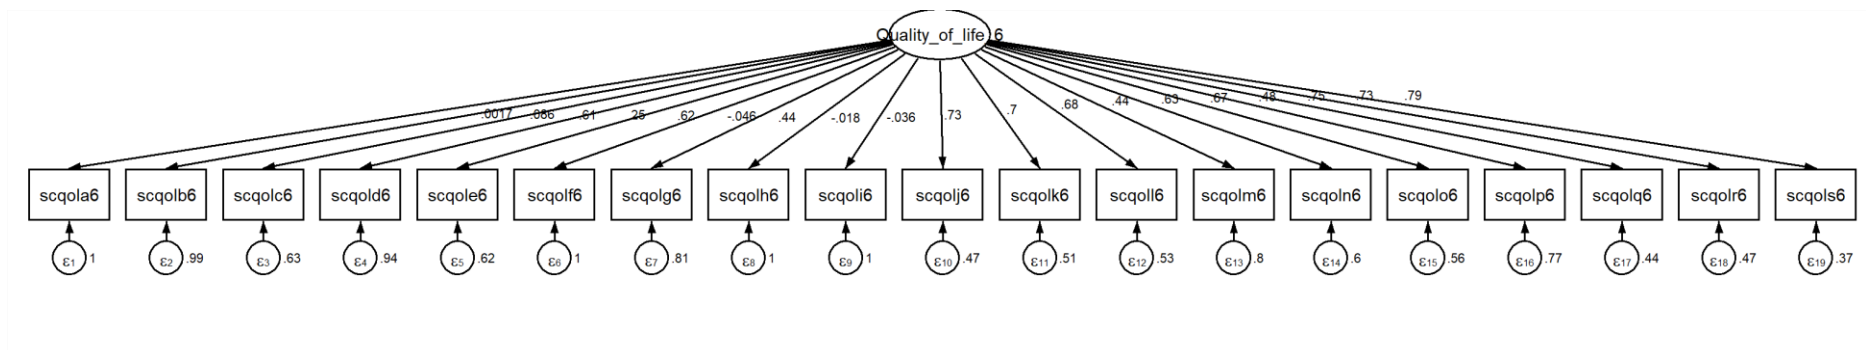 Quality_of_life_6
.0017 .086 .61 .25 .62 -.046 .44 -.018 -.036 .73 .7 .68 .44 .63 .67 .48 .75 .73 .79
scqola6 scqolb6 scqolc6 scqold6 scqole6 scqolf6 scqolg6 scqolh6 scqoli6 scqolj6 scqolk6 scqoll6 scqolm6 scqoln6 scqolo6 scqolp6 scqolq6 scqolr6 scqols6
ε1 1 ε2 .99 ε3 .63 ε4 .94 ε5 .62 ε6 1 ε7 .81 ε8 1 ε9 1 ε10 .47 ε11 .51 ε12 .53 ε13 .8 ε14 .6 ε15 .56 ε16 .77 ε17 .44 ε18 .47 ε19 .37